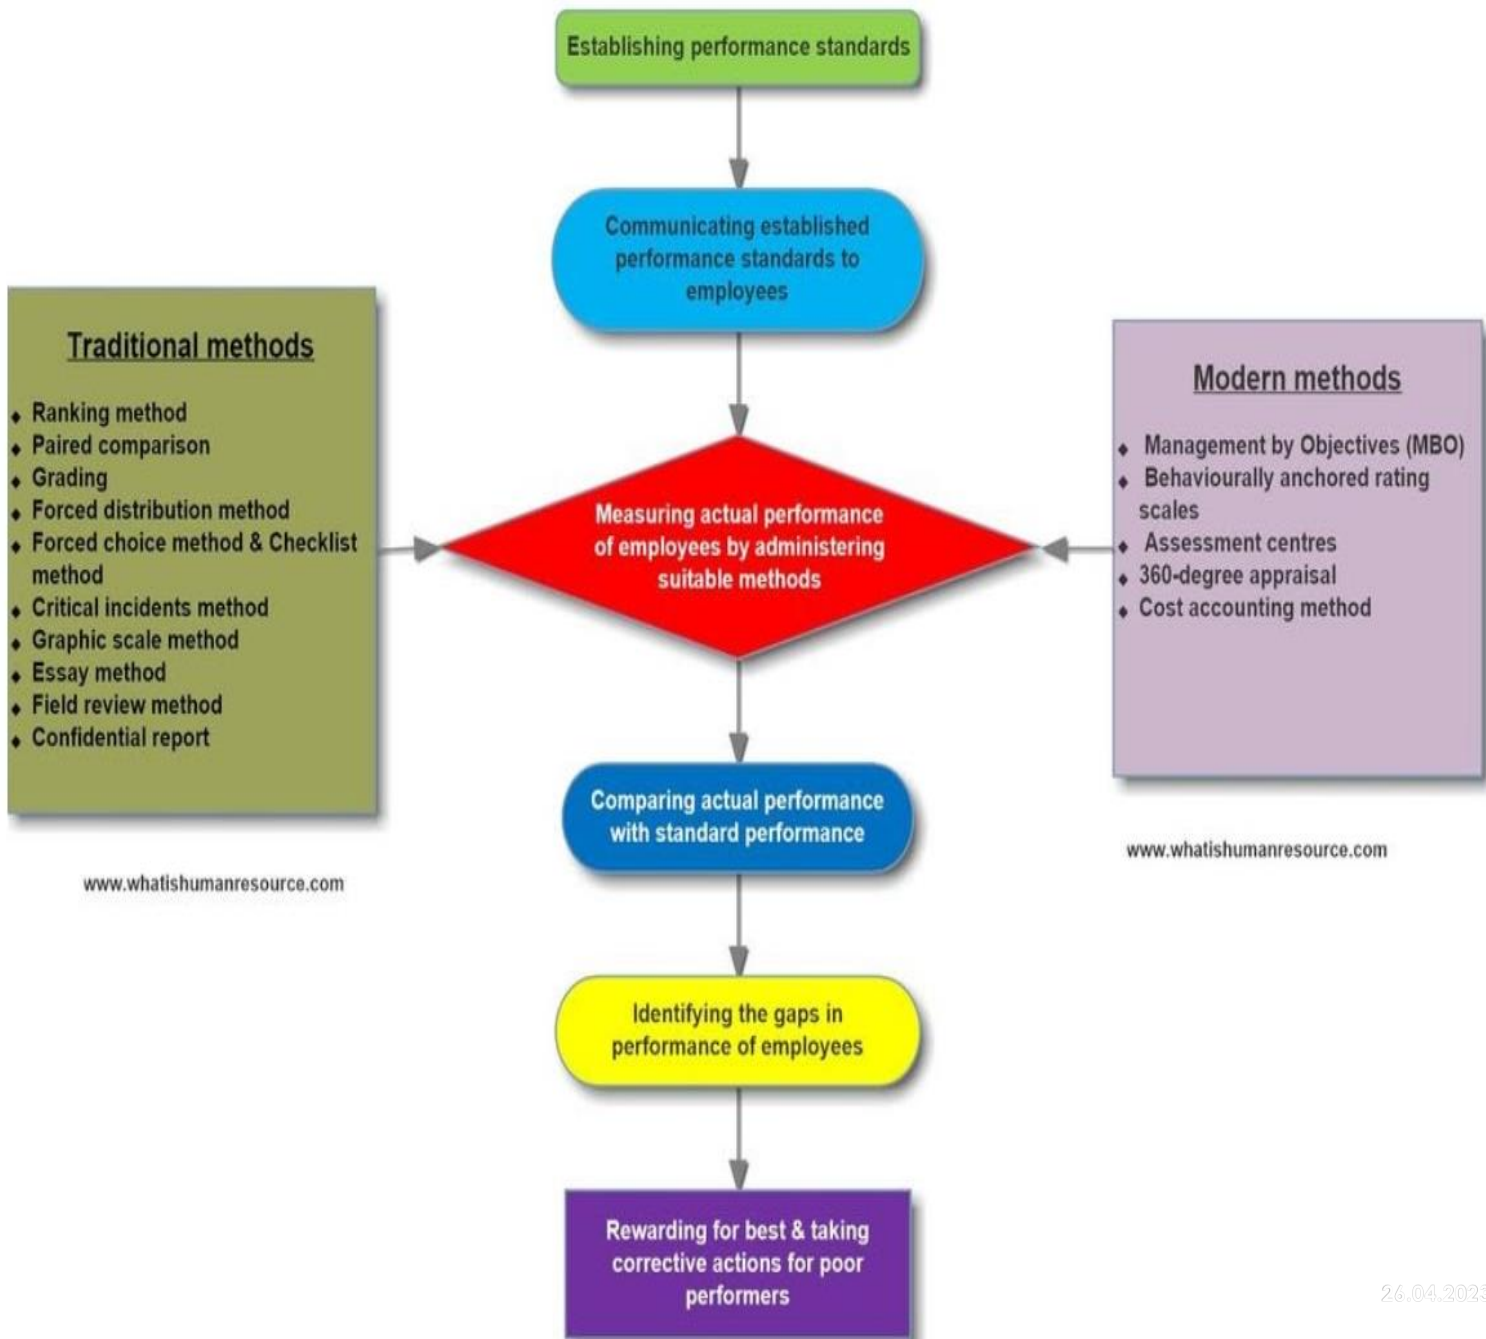 Establishing performance standards
Communicating established
performance standards to
employees
Traditional methods
Ranking method
Paired comparison
Grading
Forced distribution method
Forced choice method & Checklist
method
Critical incidents method
Graphic scale method
Essay method
Field review method
Confidential report
www.whatishumanresource.com
Measuring actual performance
of employees by administering
suitable methods
Modern methods
Management by Objectives (MBO)
Behaviourally anchored rating
scales
Assessment centres
360-degree appraisal
Cost accounting method
www.whatishumanresource.com
Comparing actual performance
with standard performance
Identifying the gaps in
performance of employees
Rewarding for best & taking
corrective actions for poor
performers